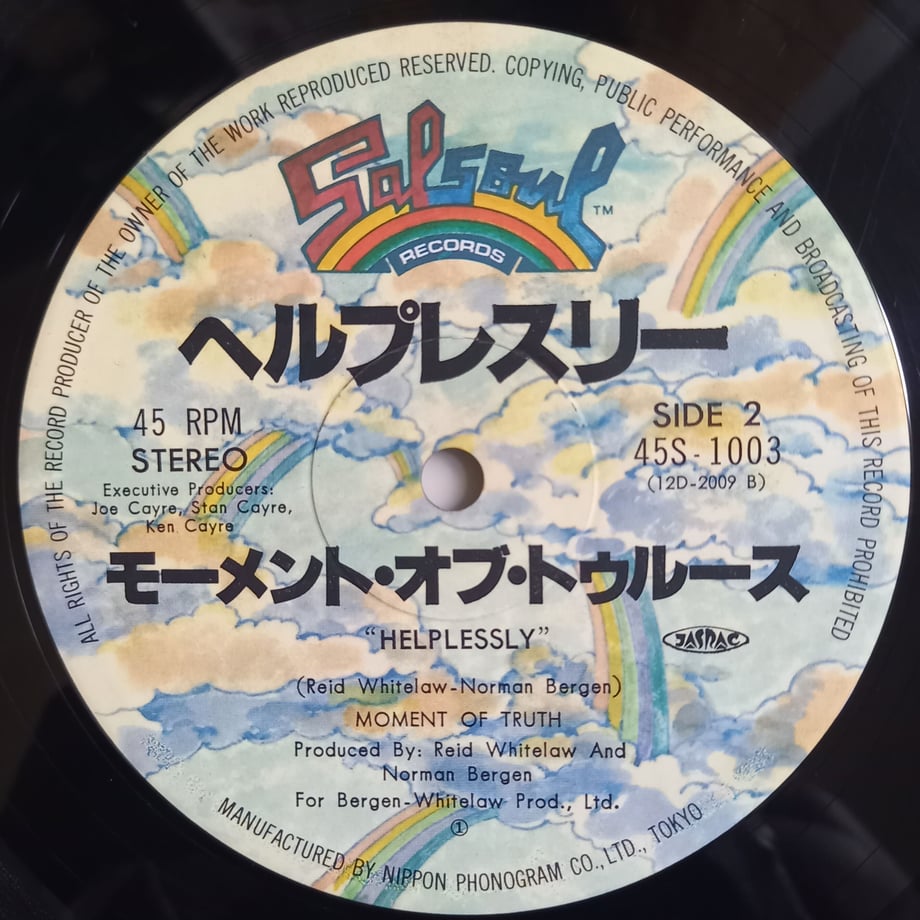 ALL RIGHTS OF THE RECORD PRODUCER OF THE OWNER OF THE WORK REPRODUCED RESERVED. COPYING, PUBLIC PERFORMANCE AND BROADCASTING OF THIS RECORD PROHIBITED
Salsoul TM
RECORDS
ヘルプレスリー
45 RPM
STEREO
Executive Producers:
Joe Cayre, Stan Cayre,
Ken Cayre
SIDE 2
45S-1003
(12D-2009 B)
モーメント・オブ・トゥルース
“HELPLESSLY”
JASRAC
(Reid Whitelaw-Norman Bergen)
MOMENT OF TRUTH
Produced By: Reid Whitelaw And
Norman Bergen
For Bergen-Whitelaw Prod., Ltd.
①
MANUFACTURED BY NIPPON PHONOGRAM CO., LTD., TOKYO